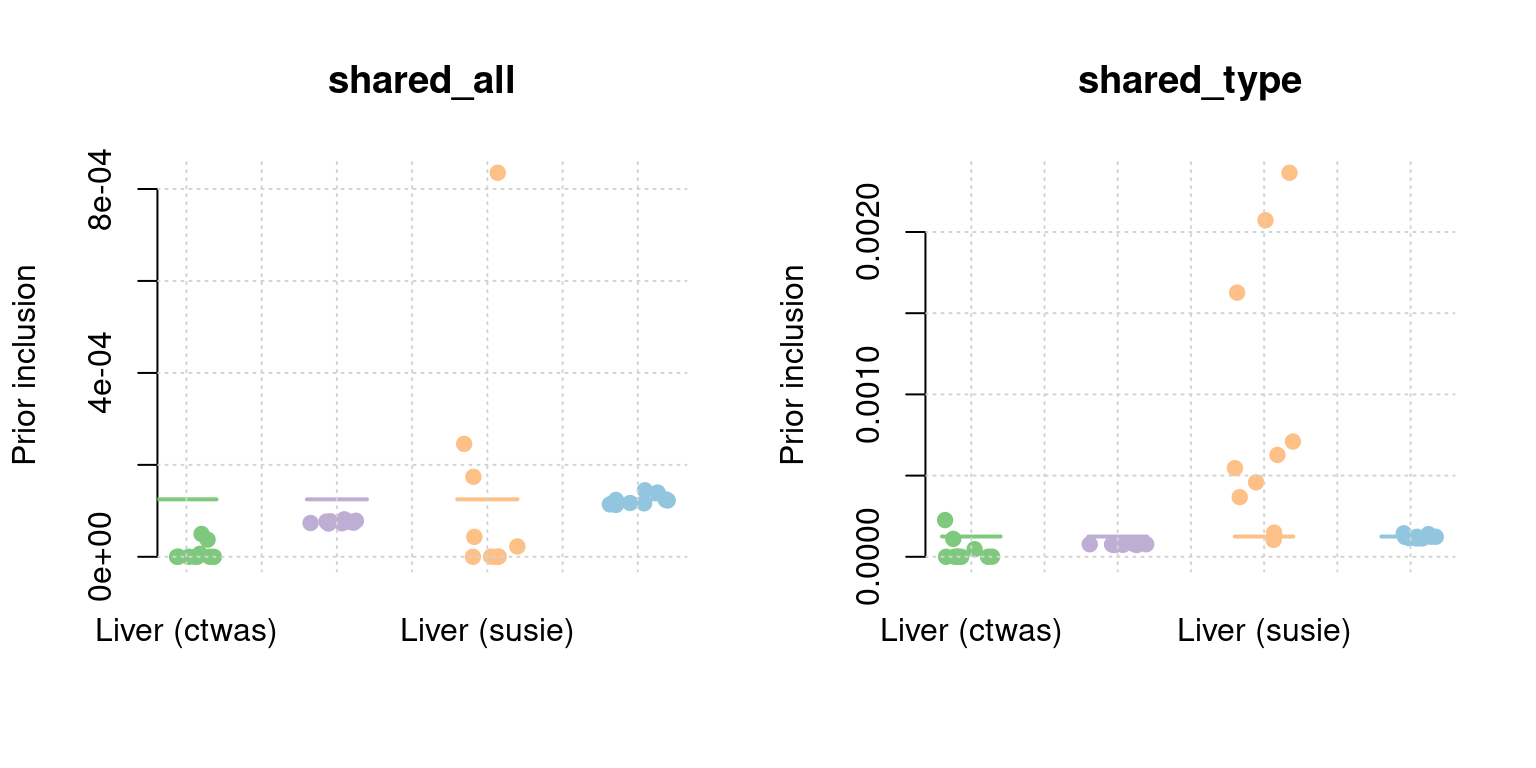 shared_all
Prior inclusion
8e-04
4e-04
0e+00
Liver (ctwas)
Liver (susie)
shared_type
Prior inclusion
0.0020
0.0010
0.0000
Liver (ctwas)
Liver (susie)